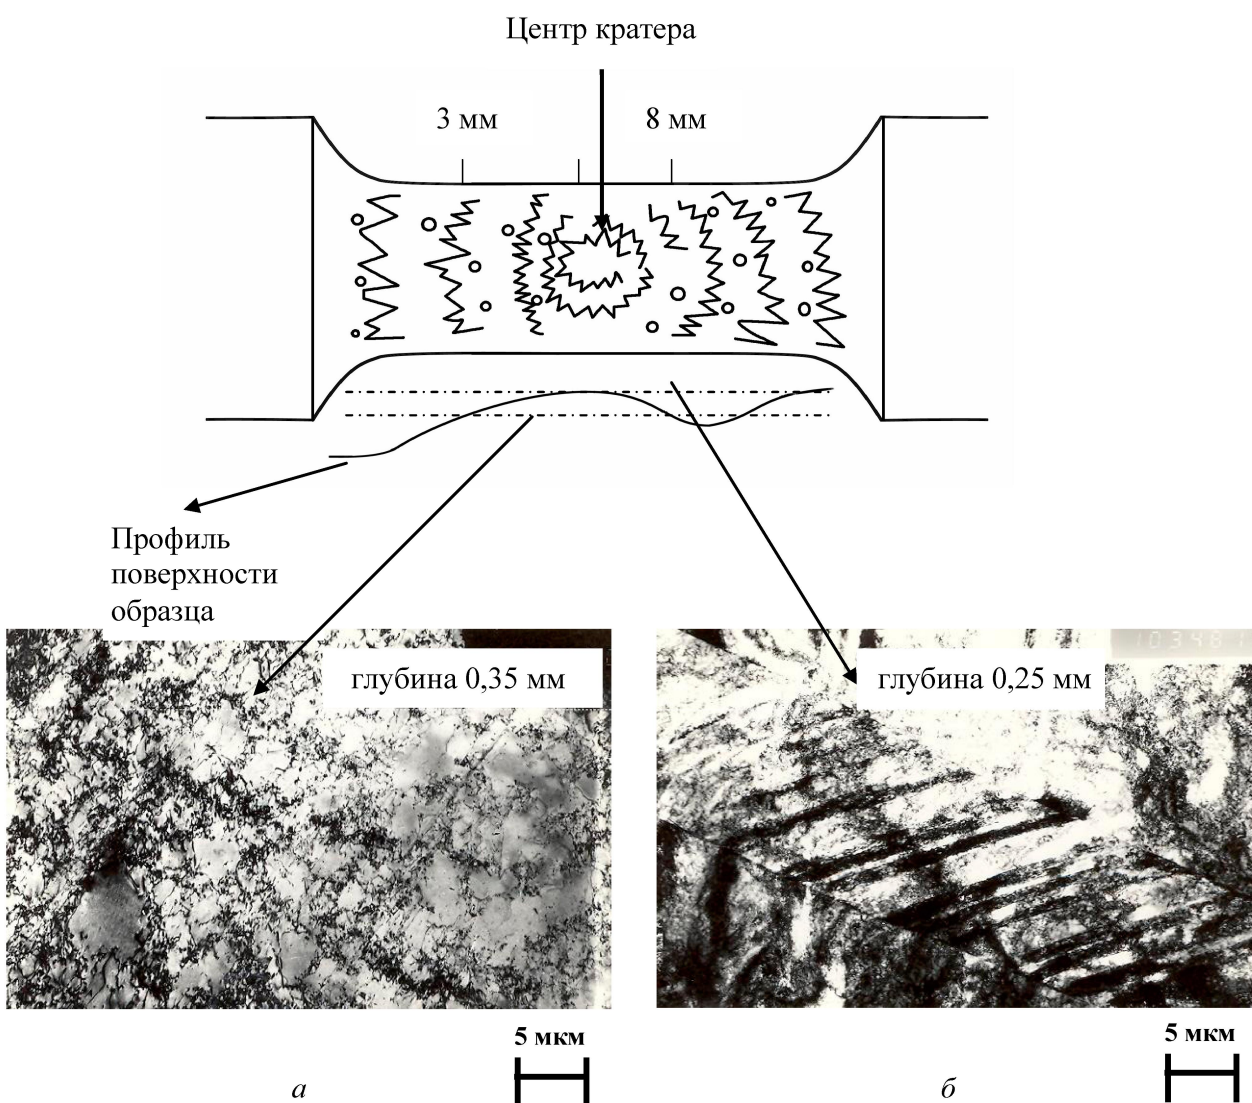 Центр кратера
3 мм
8 мм
Профиль
поверхности
образца
глубина 0,35 мм
глубина 0,25 мм
103481
5 мкм
5 мкм
а
б